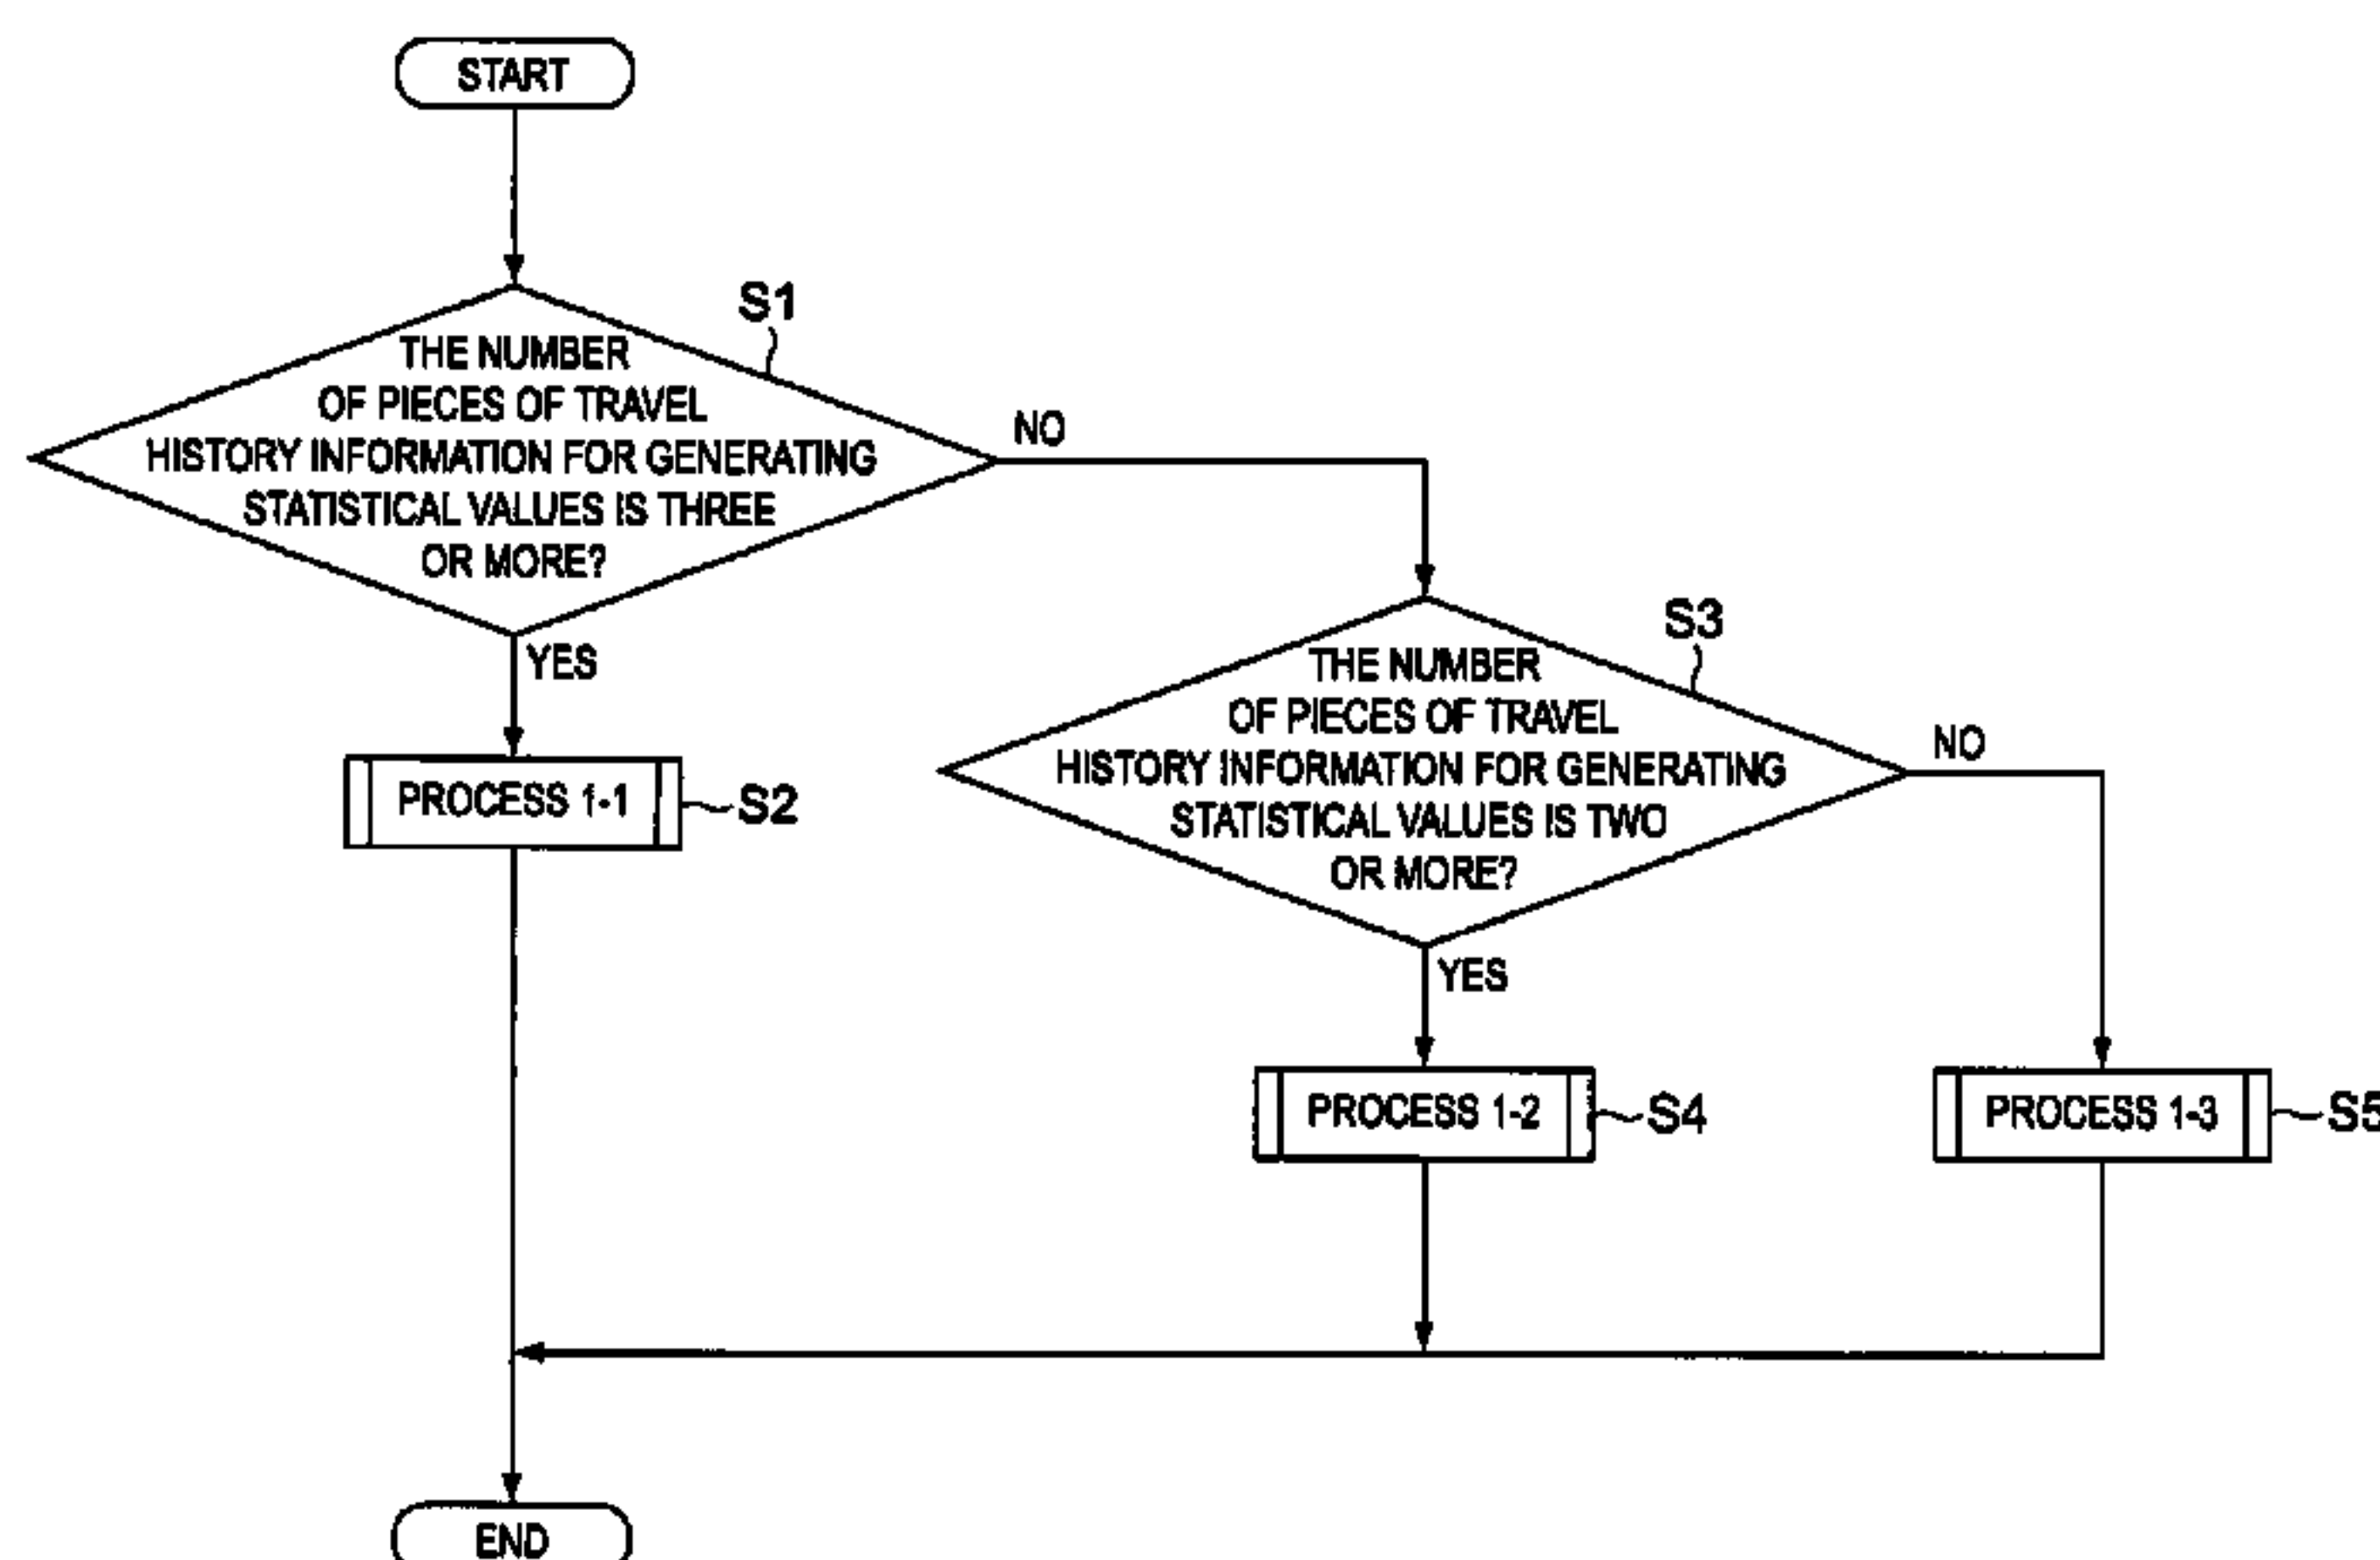 START
S1
THE NUMBER
OF PIECES OF TRAVEL
HISTORY INFORMATION FOR GENERATING
STATISTICAL VALUES IS THREE
OR MORE?
NO
YES
S3
THE NUMBER
OF PIECES OF TRAVEL
HISTORY INFORMATION FOR GENERATING
STATISTICAL VALUES IS TWO
OR MORE?
NO
PROCESS 1-1
S2
YES
PROCESS 1-2
S4
PROCESS 1-3
S5
END